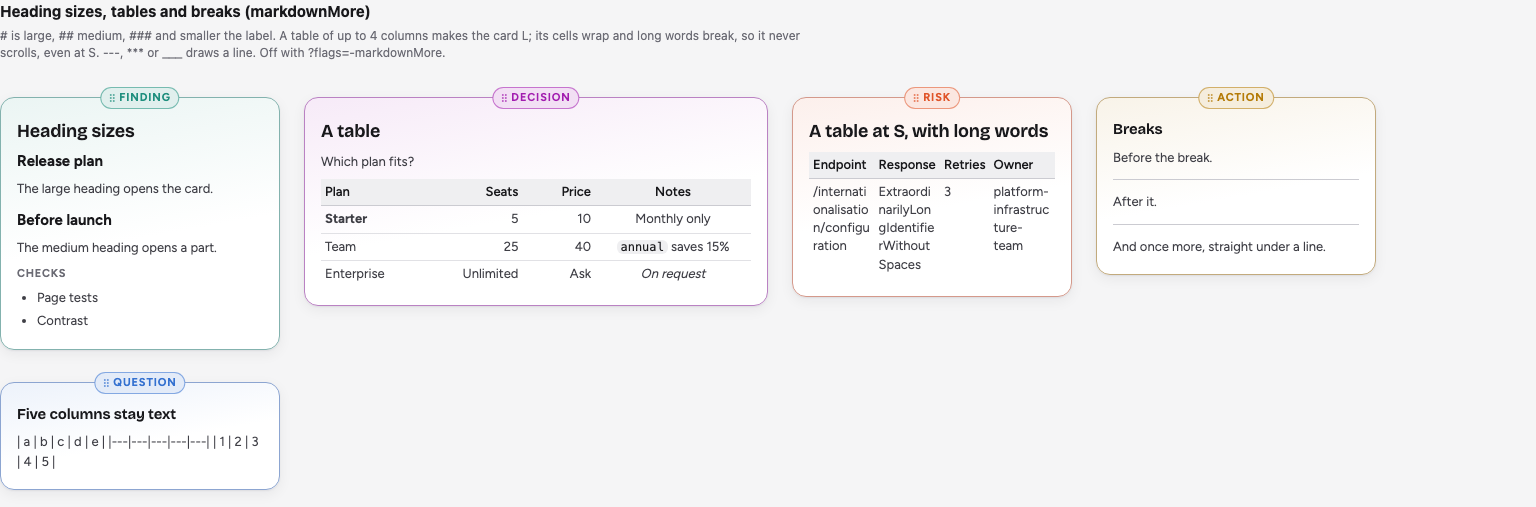 Heading sizes, tables and breaks (markdownMore)
# is large, ## medium, ### and smaller the label. A table of up to 4 columns makes the card L; its cells wrap and long words break, so it never
scrolls, even at S. ---, *** or ___ draws a line. Off with ?flags=-markdownMore.
FINDING
Heading sizes
Release plan
The large heading opens the card.
Before launch
The medium heading opens a part.
CHECKS
• Page tests
• Contrast
DECISION
A table
Which plan fits?
Plan Seats Price Notes
Starter 5 10 Monthly only
Team 25 40 annual saves 15%
Enterprise Unlimited Ask On request
RISK
A table at S, with long words
Endpoint Response Retries Owner
/internati Extraordi 3 platform-
onalisatio narilyLon infrastruc
n/configu gIdentifie ture-
ration rWithout team
Spaces
ACTION
Breaks
Before the break.
After it.
And once more, straight under a line.
QUESTION
Five columns stay text
| a | b | c | d | e | |---|---|---|---|---| | 1 | 2 | 3
| 4 | 5 |